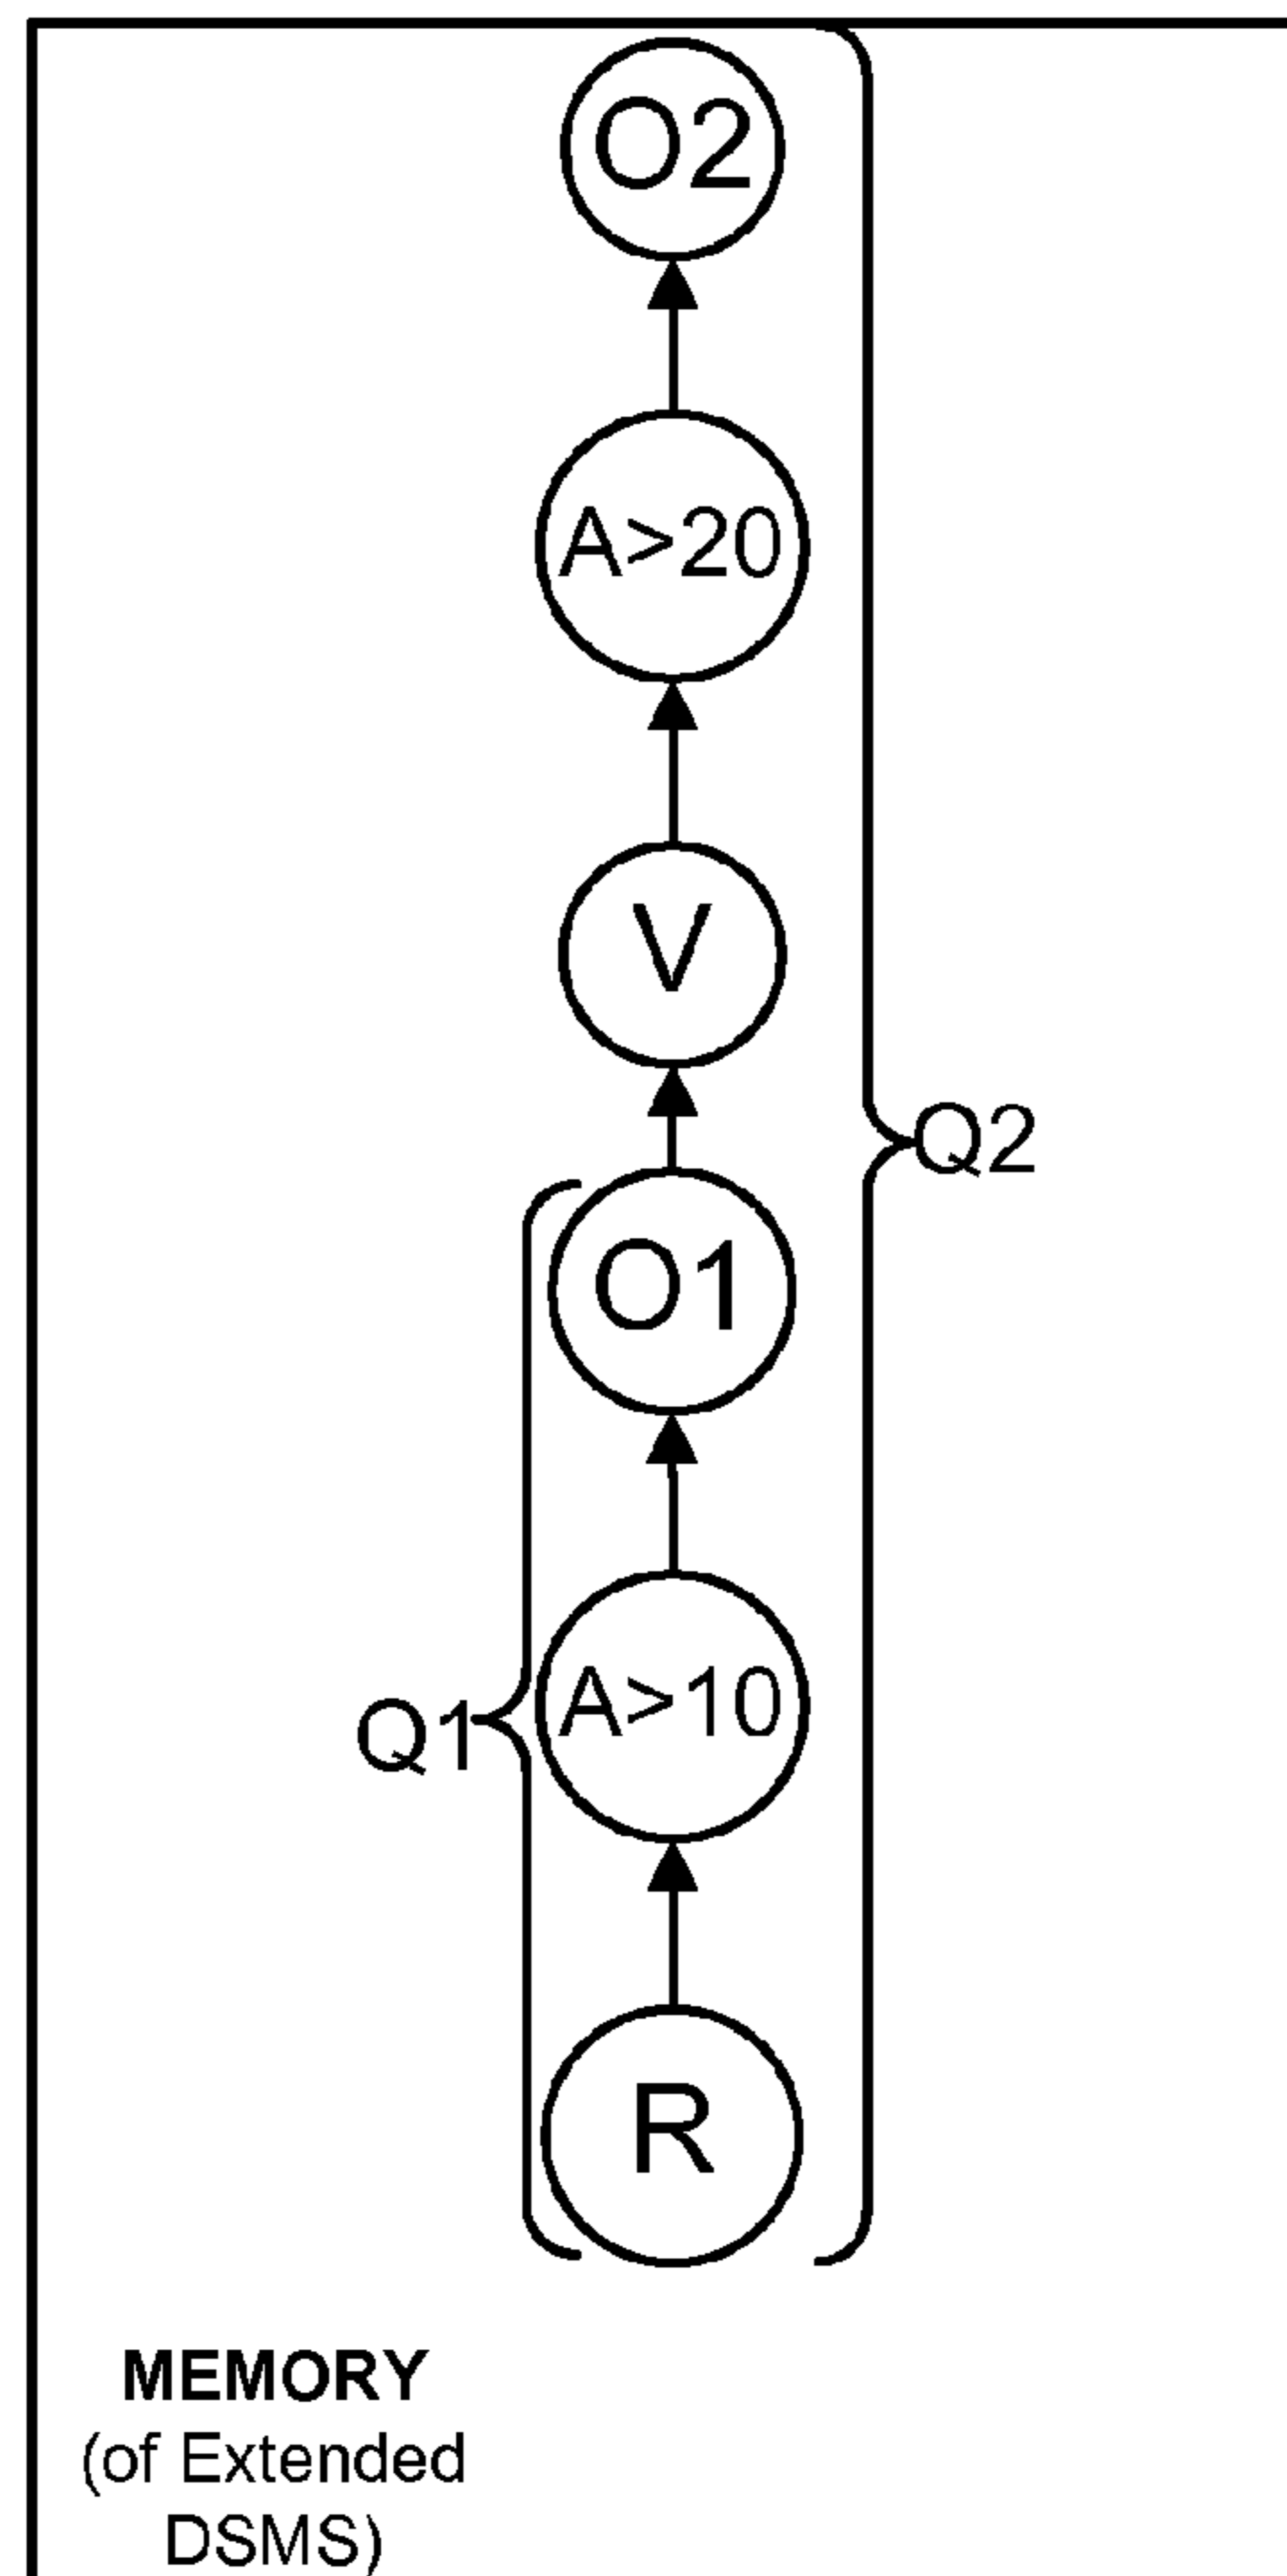 O2
A>20
V
Q2
O1
A>10
Q1
R
MEMORY
(of Extended
DSMS)